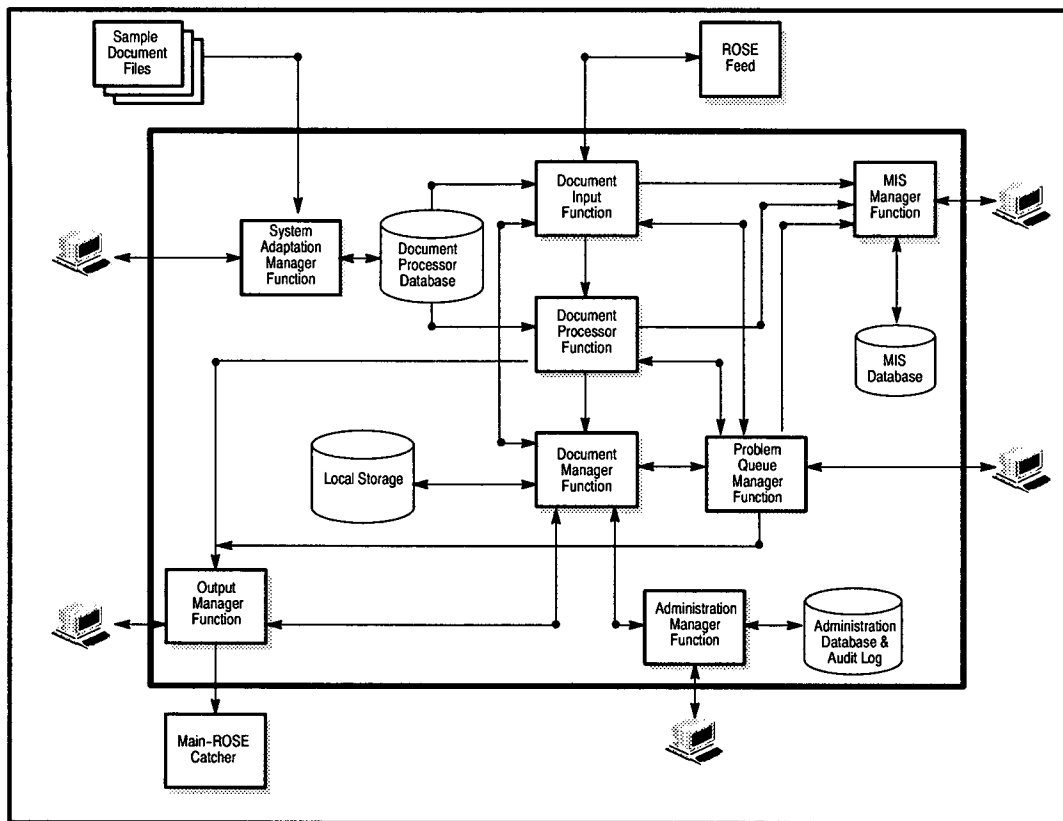 Sample
Document
Files
ROSE
Feed
Document
Input
Function
MIS
Manager
Function
System
Adaptation
Manager
Function
Document
Processor
Database
Document
Processor
Function
MIS
Database
Local Storage
Document
Manager
Function
Problem
Queue
Manager
Function
Output
Manager
Function
Administration
Manager
Function
Administration
Database &
Audit Log
Main-ROSE
Catcher